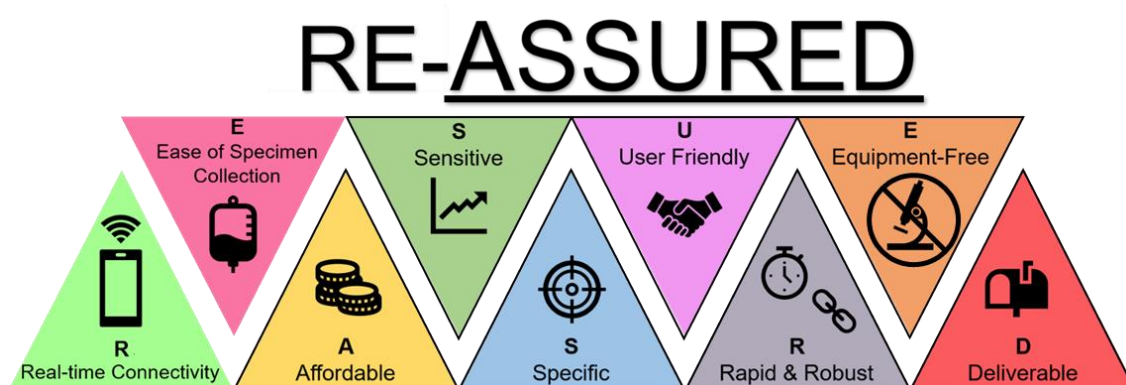 RE-ASSURED
R
Real-time Connectivity
E
Ease of Specimen
Collection
A
Affordable
S
Sensitive
S
Specific
U
User Friendly
R
Rapid & Robust
E
Equipment-Free
D
Deliverable